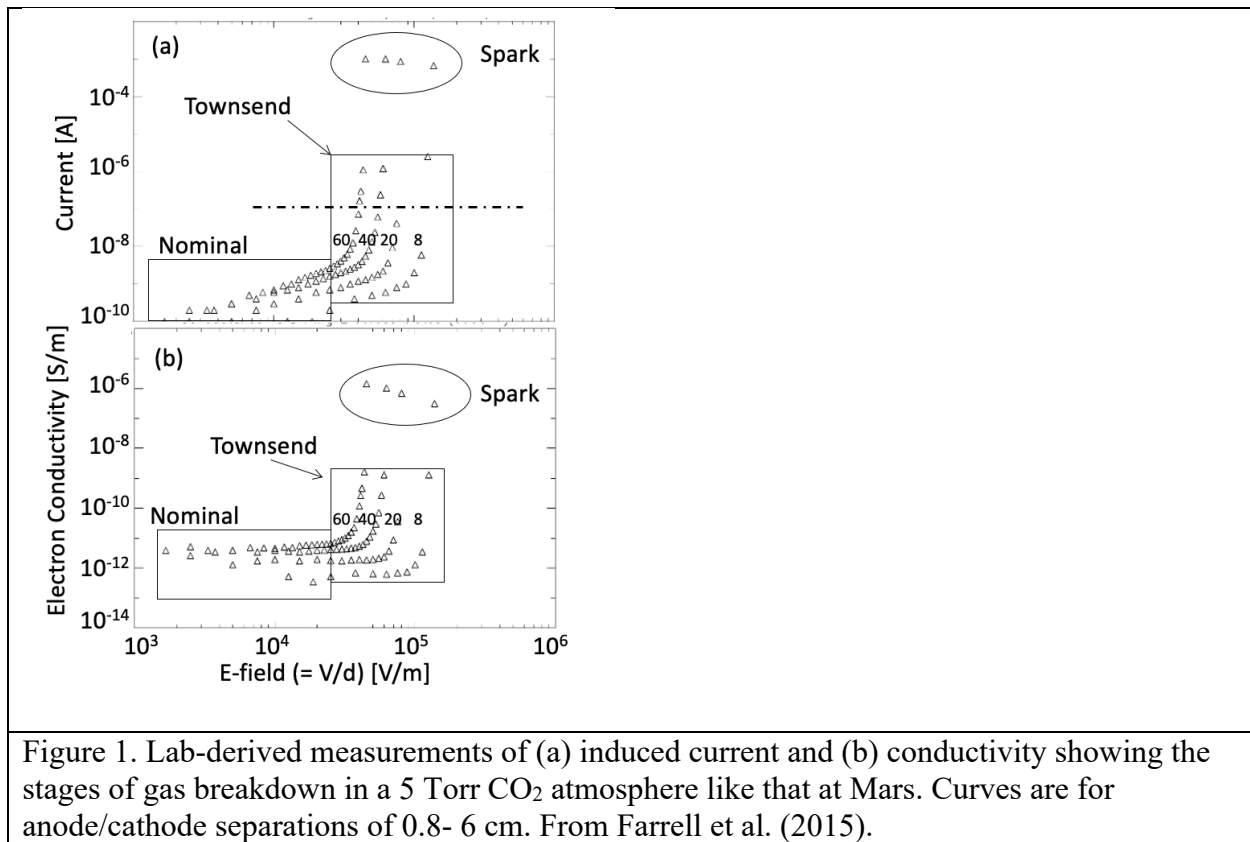 (a)
Spark
Townsend
Nominal
60 40 20 8
Current [A]
10⁻⁴
10⁻⁶
10⁻⁸
10⁻¹⁰
(b)
Spark
Townsend
Nominal
60 40 20 8
Electron Conductivity [S/m]
10⁻⁶
10⁻⁸
10⁻¹⁰
10⁻¹²
10⁻¹⁴
10³ 10⁴ 10⁵ 10⁶
E-field (= V/d) [V/m]
Figure 1. Lab-derived measurements of (a) induced current and (b) conductivity showing the
stages of gas breakdown in a 5 Torr CO₂ atmosphere like that at Mars. Curves are for
anode/cathode separations of 0.8- 6 cm. From Farrell et al. (2015).